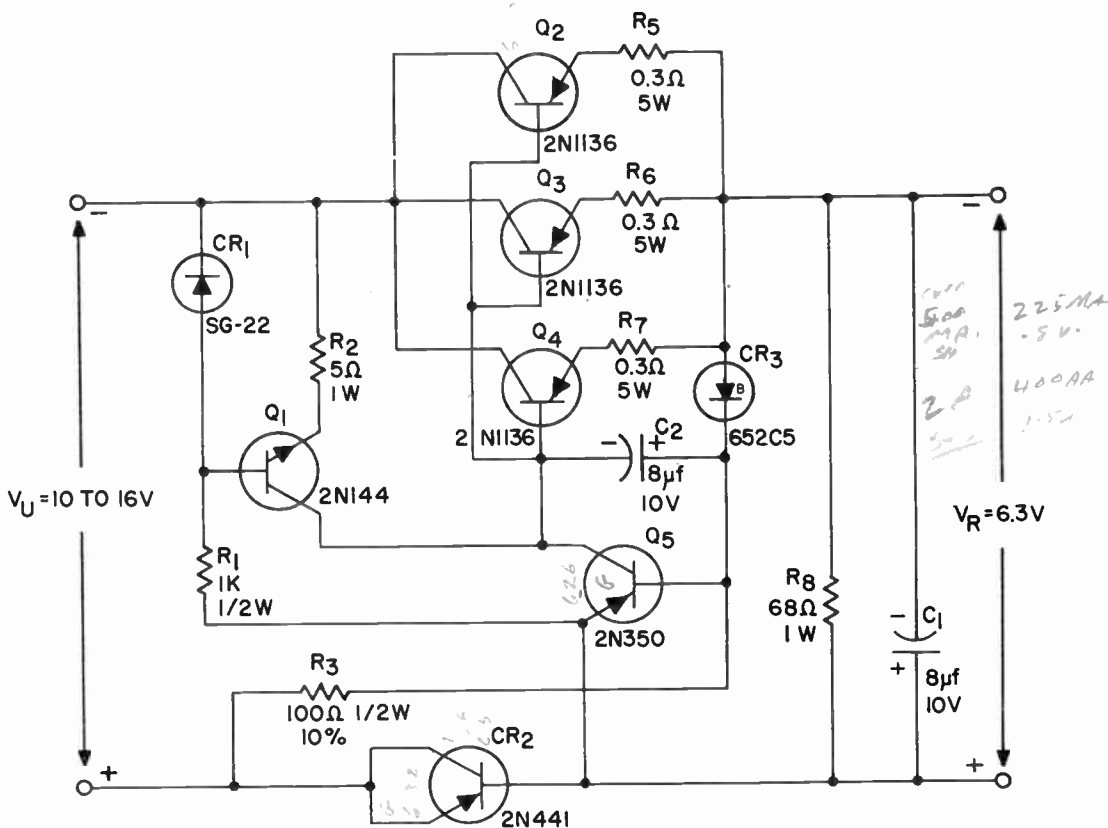 Q2
R5
0.3Ω
5W
2N1136
Q3
R6
0.3Ω
5W
2N1136
Q4
R7
0.3Ω
5W
2 N1136
−
−
CR1
SG-22
R2
5Ω
1W
Q1
2N144
CR3
B
652C5
C2
− +
8μf
10V
225MA
.5V.
2A
400AA
VU=10 TO 16V
VR=6.3V
R1
1K
1/2W
Q5
2N350
R8
68Ω
1W
− C1
+
8μf
10V
R3
100Ω 1/2W
10%
CR2
2N441
+
+